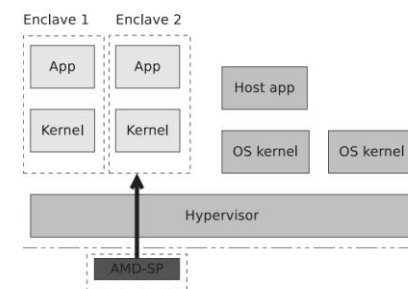 Enclave 1 Enclave 2
App App
Host app
Kernel Kernel
OS kernel OS kernel
Hypervisor
AMD-SP